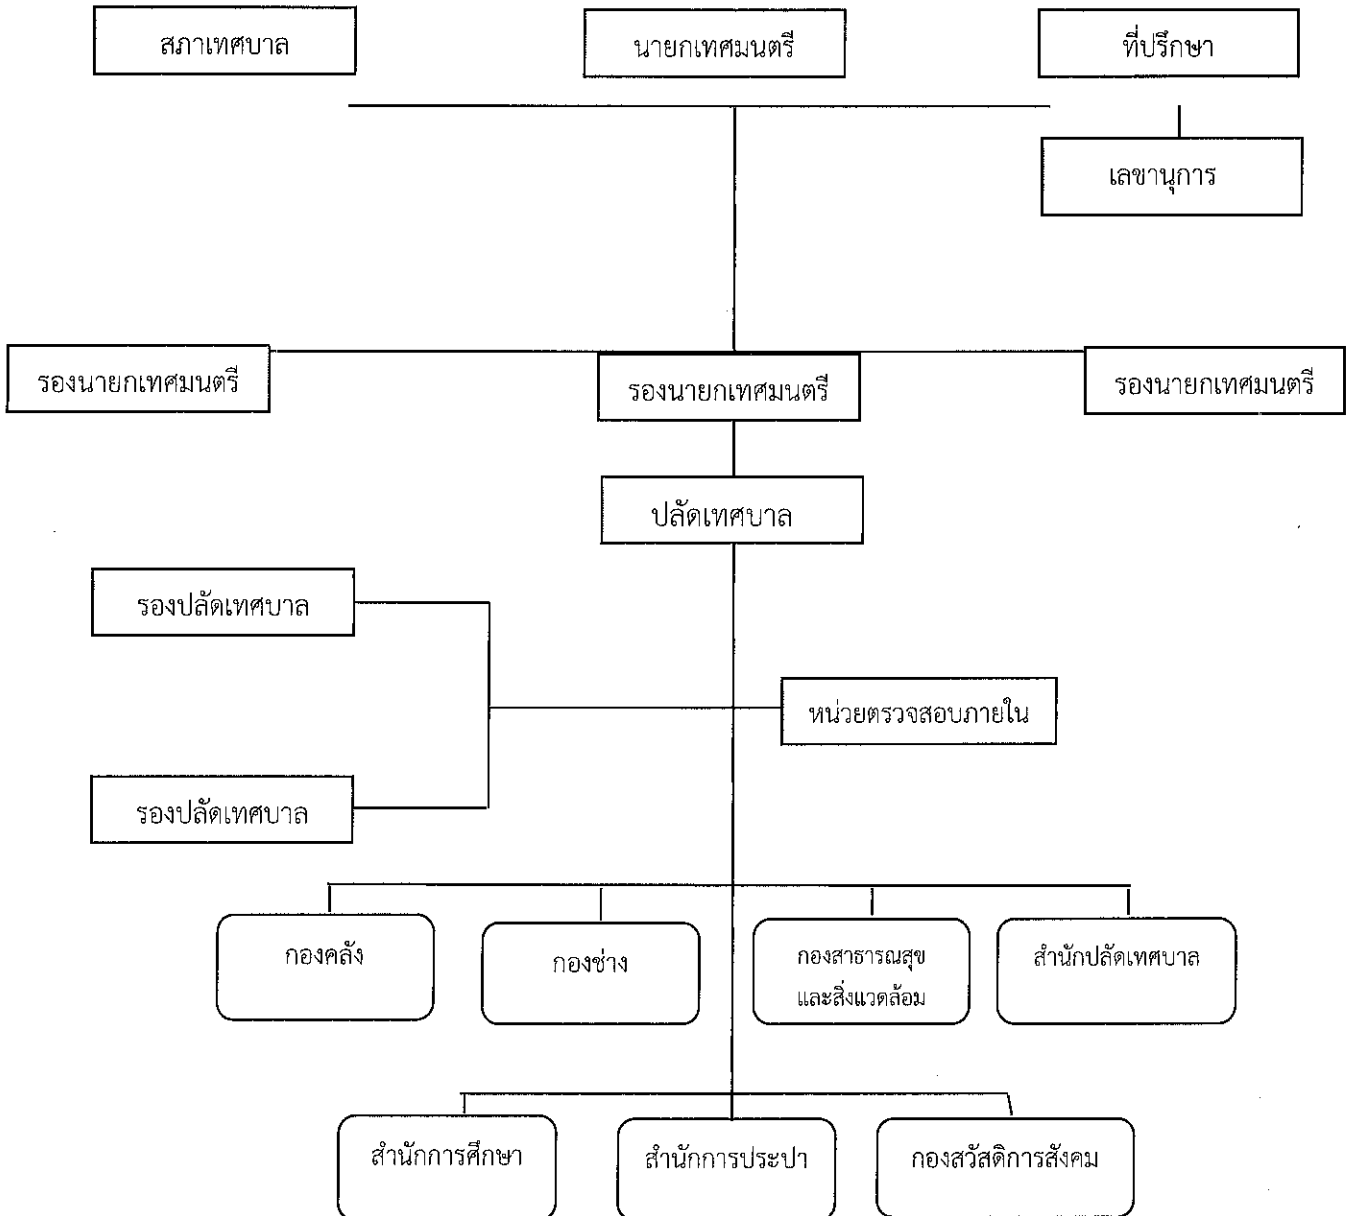 สภาเทศบาล
นายกเทศมนตรี
ที่ปรึกษา
เลขานุการ
รองนายกเทศมนตรี
รองนายกเทศมนตรี
รองนายกเทศมนตรี
ปลัดเทศบาล
รองปลัดเทศบาล
หน่วยตรวจสอบภายใน
รองปลัดเทศบาล
กองคลัง
กองช่าง
กองสาธารณสุข
และสิ่งแวดล้อม
สำนักปลัดเทศบาล
สำนักการศึกษา
สำนักการประปา
กองสวัสดิการสังคม